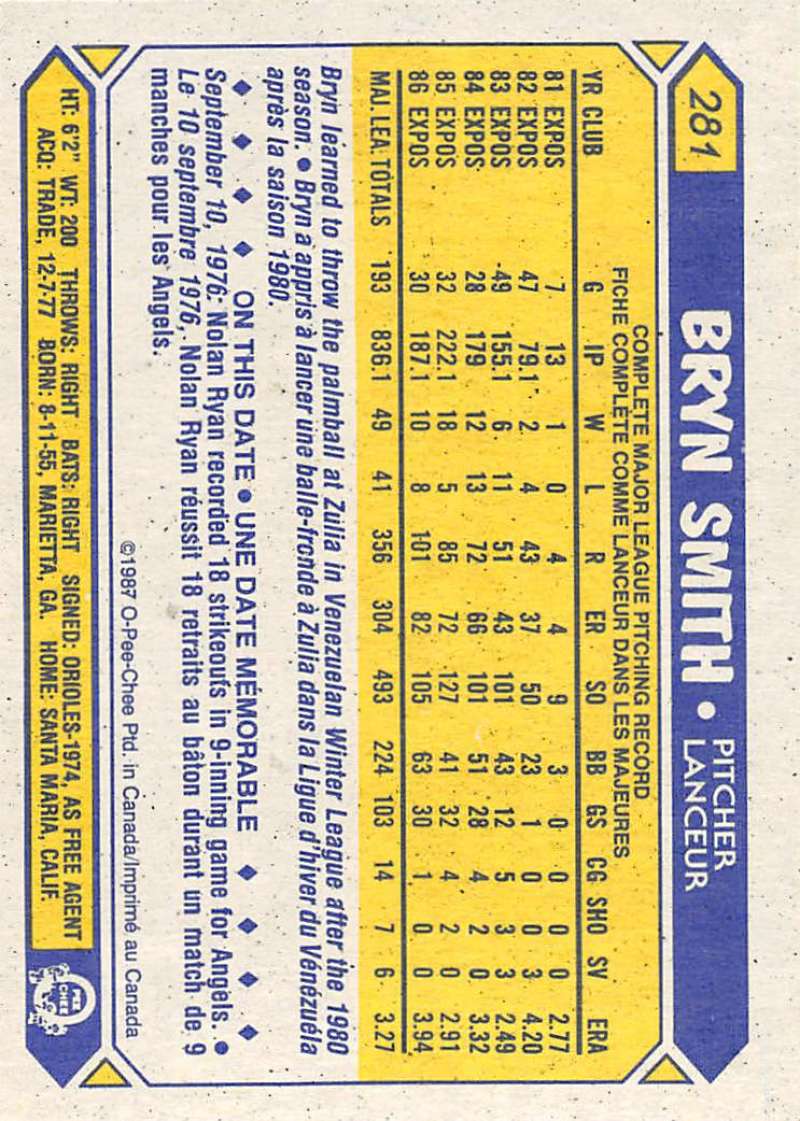 281
BRYN SMITH • PITCHER
LANCEUR
COMPLETE MAJOR LEAGUE PITCHING RECORD
FICHE COMPLÈTE COMME LANCEUR DANS LES MAJEURES
YR CLUB G IP W L R ER SO BB GS CG SHO SV ERA
81 EXPOS 7 13 1 0 4 4 9 3 0 0 0 0 2.77
82 EXPOS 47 79.1 2 4 43 37 50 23 1 0 0 3 4.20
83 EXPOS 49 155.1 6 11 51 43 101 43 12 5 3 3 2.49
84 EXPOS 28 179 12 13 72 66 101 51 28 4 2 0 3.32
85 EXPOS 32 222.1 18 5 85 72 127 41 32 4 2 0 2.91
86 EXPOS 30 187.1 10 8 101 82 105 63 30 1 0 0 3.94
MAJ. LEA. TOTALS 193 836.1 49 41 356 304 493 224 103 14 7 6 3.27
Bryn learned to throw the palmball at Zulia in Venezuelan Winter League after the 1980
season. • Bryn a appris à lancer une balle-fronde à Zulia dans la Ligue d'hiver du Vénézuéla
après la saison 1980.
◆ ◆ ◆ ◆ ON THIS DATE • UNE DATE MÉMORABLE ◆ ◆ ◆ ◆
September 10, 1976: Nolan Ryan recorded 18 strikeouts in 9-inning game for Angels. •
Le 10 septembre 1976, Nolan Ryan réussit 18 retraits au bâton durant un match de 9
manches pour les Angels.
©1987 O-Pee-Chee Ptd. in Canada/Imprimé au Canada
HT: 6'2" WT: 200 THROWS: RIGHT BATS: RIGHT SIGNED: ORIOLES-1974, AS FREE AGENT
ACQ: TRADE, 12-7-77 BORN: 8-11-55, MARIETTA, GA. HOME: SANTA MARIA, CALIF.
O
PEE
CHEE